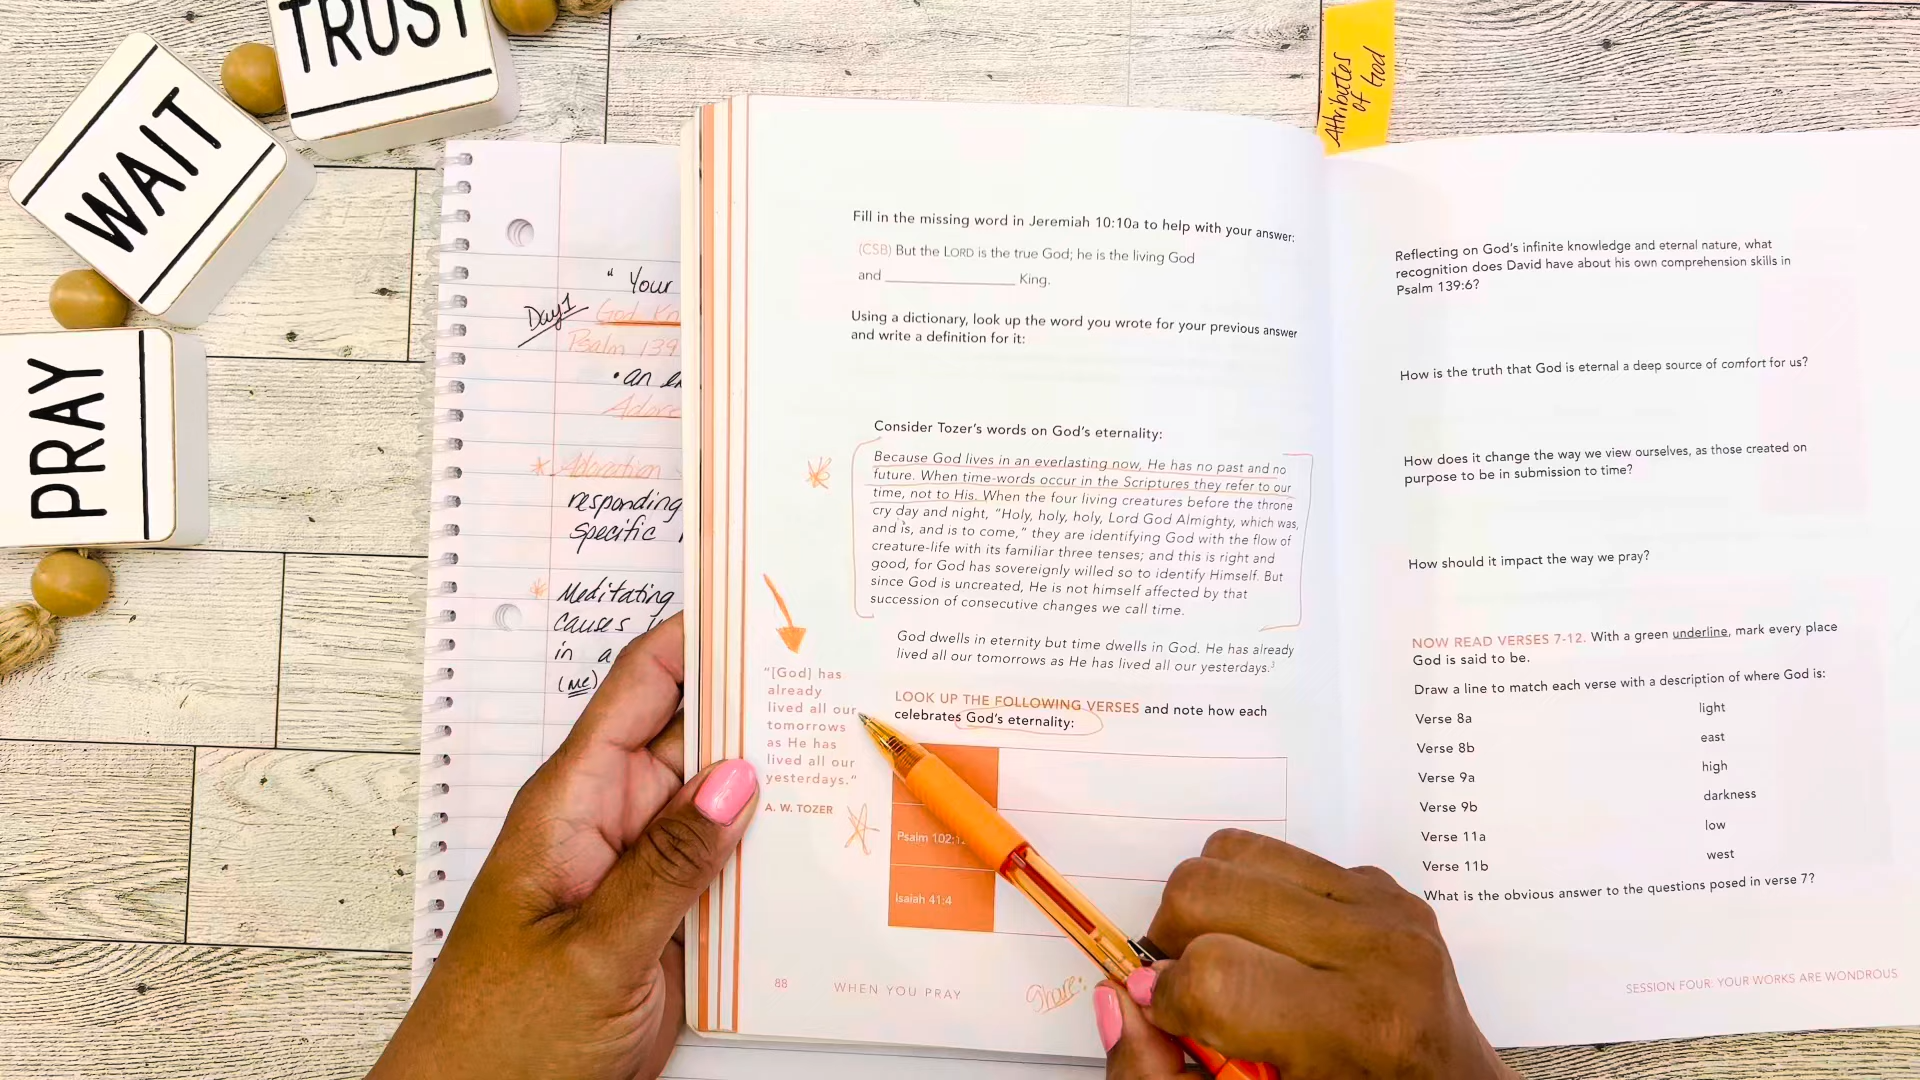 TRUST
WAIT
PRAY
Attributes
of God
" Your
Day 1
God Kn
Psalm 139
• an
Adore
* Adoration
responding
Specific
* Meditating
causes
in a
(me)
Fill in the missing word in Jeremiah 10:10a to help with your answer:
(CSB) But the LORD is the true God; he is the living God
and ____________ King.
Using a dictionary, look up the word you wrote for your previous answer
and write a definition for it:
Consider Tozer's words on God's eternality:
Because God lives in an everlasting now, He has no past and no
future. When time-words occur in the Scriptures they refer to our
time, not to His. When the four living creatures before the throne
cry day and night, "Holy, holy, holy, Lord God Almighty, which was,
and is, and is to come," they are identifying God with the flow of
creature-life with its familiar three tenses; and this is right and
good, for God has sovereignly willed so to identify Himself. But
since God is uncreated, He is not himself affected by that
succession of consecutive changes we call time.
God dwells in eternity but time dwells in God. He has already
lived all our tomorrows as He has lived all our yesterdays.³
"[God] has
already
lived all our
tomorrows
as He has
lived all our
yesterdays."
A. W. TOZER
LOOK UP THE FOLLOWING VERSES and note how each
celebrates God's eternality:
Psalm 102:1
Isaiah 41:4
Share:
88 WHEN YOU PRAY
Reflecting on God's infinite knowledge and eternal nature, what
recognition does David have about his own comprehension skills in
Psalm 139:6?
How is the truth that God is eternal a deep source of comfort for us?
How does it change the way we view ourselves, as those created on
purpose to be in submission to time?
How should it impact the way we pray?
NOW READ VERSES 7-12. With a green underline, mark every place
God is said to be.
Draw a line to match each verse with a description of where God is:
Verse 8a light
Verse 8b east
Verse 9a high
Verse 9b darkness
Verse 11a low
Verse 11b west
What is the obvious answer to the questions posed in verse 7?
SESSION FOUR: YOUR WORKS ARE WONDROUS